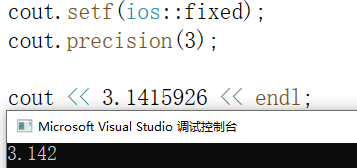 cout.setf(ios::fixed);
cout.precision(3);
cout << 3.1415926 << endl;
Microsoft Visual Studio 调试控制台
3.142